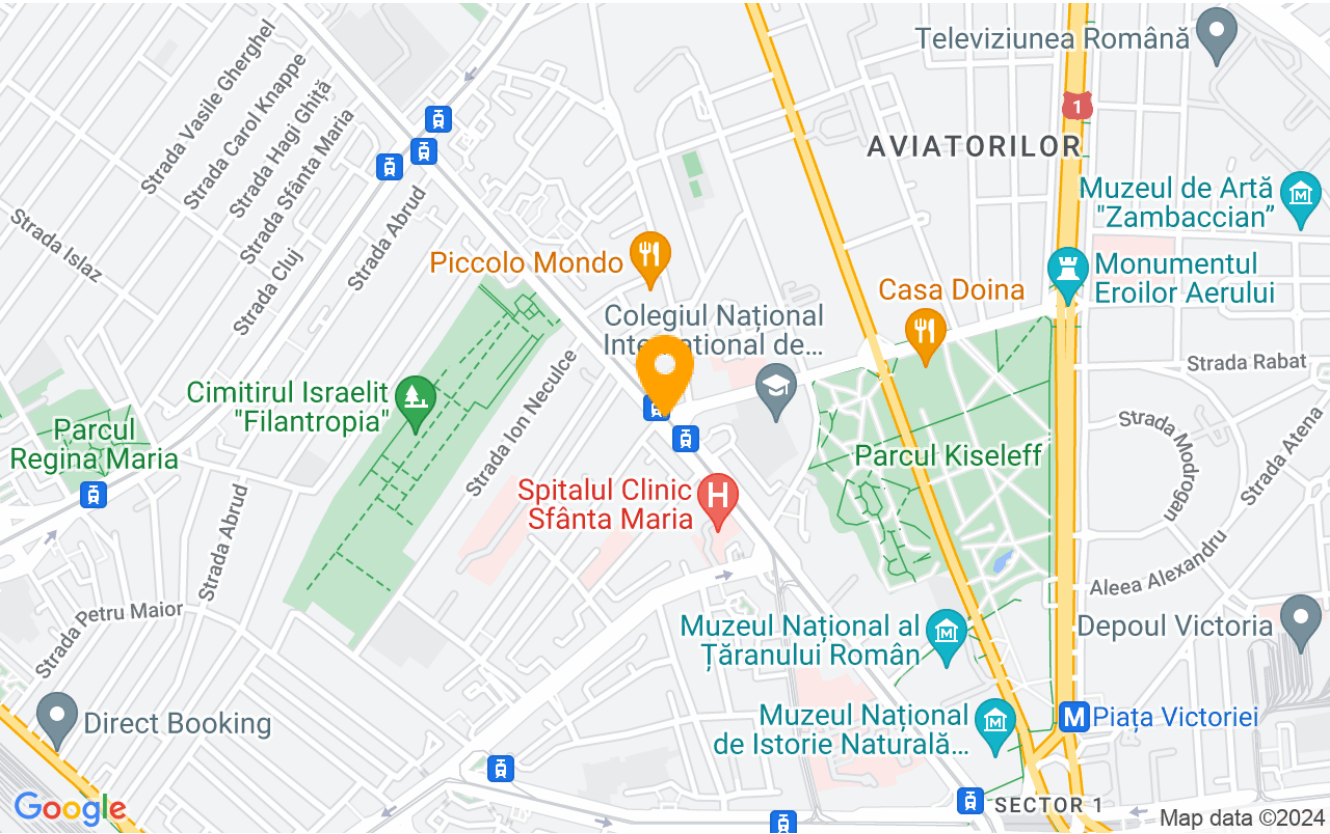 Televiziunea Română
1
Strada Vasile Gherghel
Strada Carol Knappe
Strada Hagi Ghiță
Strada Sfânta Maria
AVIATORILOR
Muzeul de Artă
"Zambaccian”
Strada Islaz
Strada Abrud
Strada Cluj
Piccolo Mondo
Monumentul
Eroilor Aerului
Casa Doina
Colegiul Național
Internațional de...
Strada Rabat
Cimitirul Israelit
"Filantropia"
Strada Ion Neculce
Parcul
Regina Maria
Parcul Kiseleff
Strada Modrogan
Strada Atena
Spitalul Clinic
Sfânta Maria
H
Strada Abrud
Aleea Alexandru
Strada Petru Maior
Muzeul Național al
Țăranului Român
M
Depoul Victoria
Direct Booking
Muzeul Național
de Istorie Naturală...
M
M
Piața Victoriei
Google
SECTOR 1
Map data ©2024